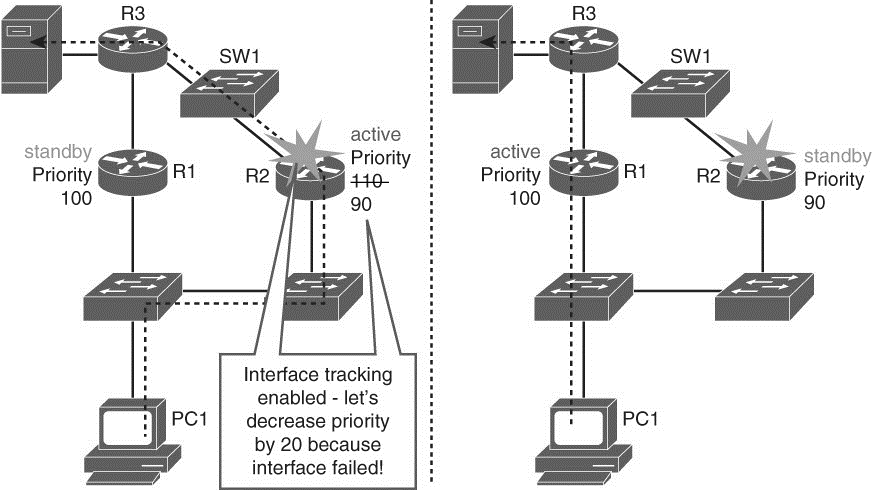 R3
SW1
standby
Priority
100
R1
R2
active
Priority
110
90
PC1
Interface tracking
enabled - let's
decrease priority
by 20 because
interface failed!
R3
SW1
active
Priority
100
R1
R2
standby
Priority
90
PC1